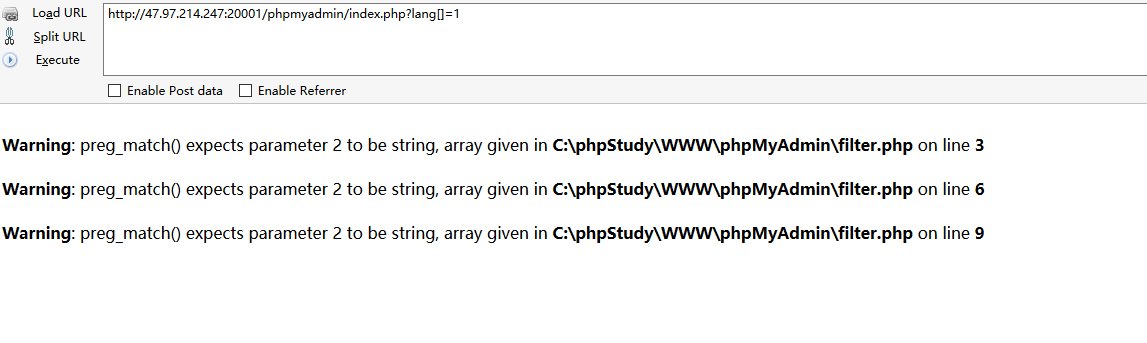 Load URL
http://47.97.214.247:20001/phpmyadmin/index.php?lang[]=1
Split URL
Execute
Enable Post data Enable Referrer
Warning: preg_match() expects parameter 2 to be string, array given in C:\phpStudy\WWW\phpMyAdmin\filter.php on line 3
Warning: preg_match() expects parameter 2 to be string, array given in C:\phpStudy\WWW\phpMyAdmin\filter.php on line 6
Warning: preg_match() expects parameter 2 to be string, array given in C:\phpStudy\WWW\phpMyAdmin\filter.php on line 9